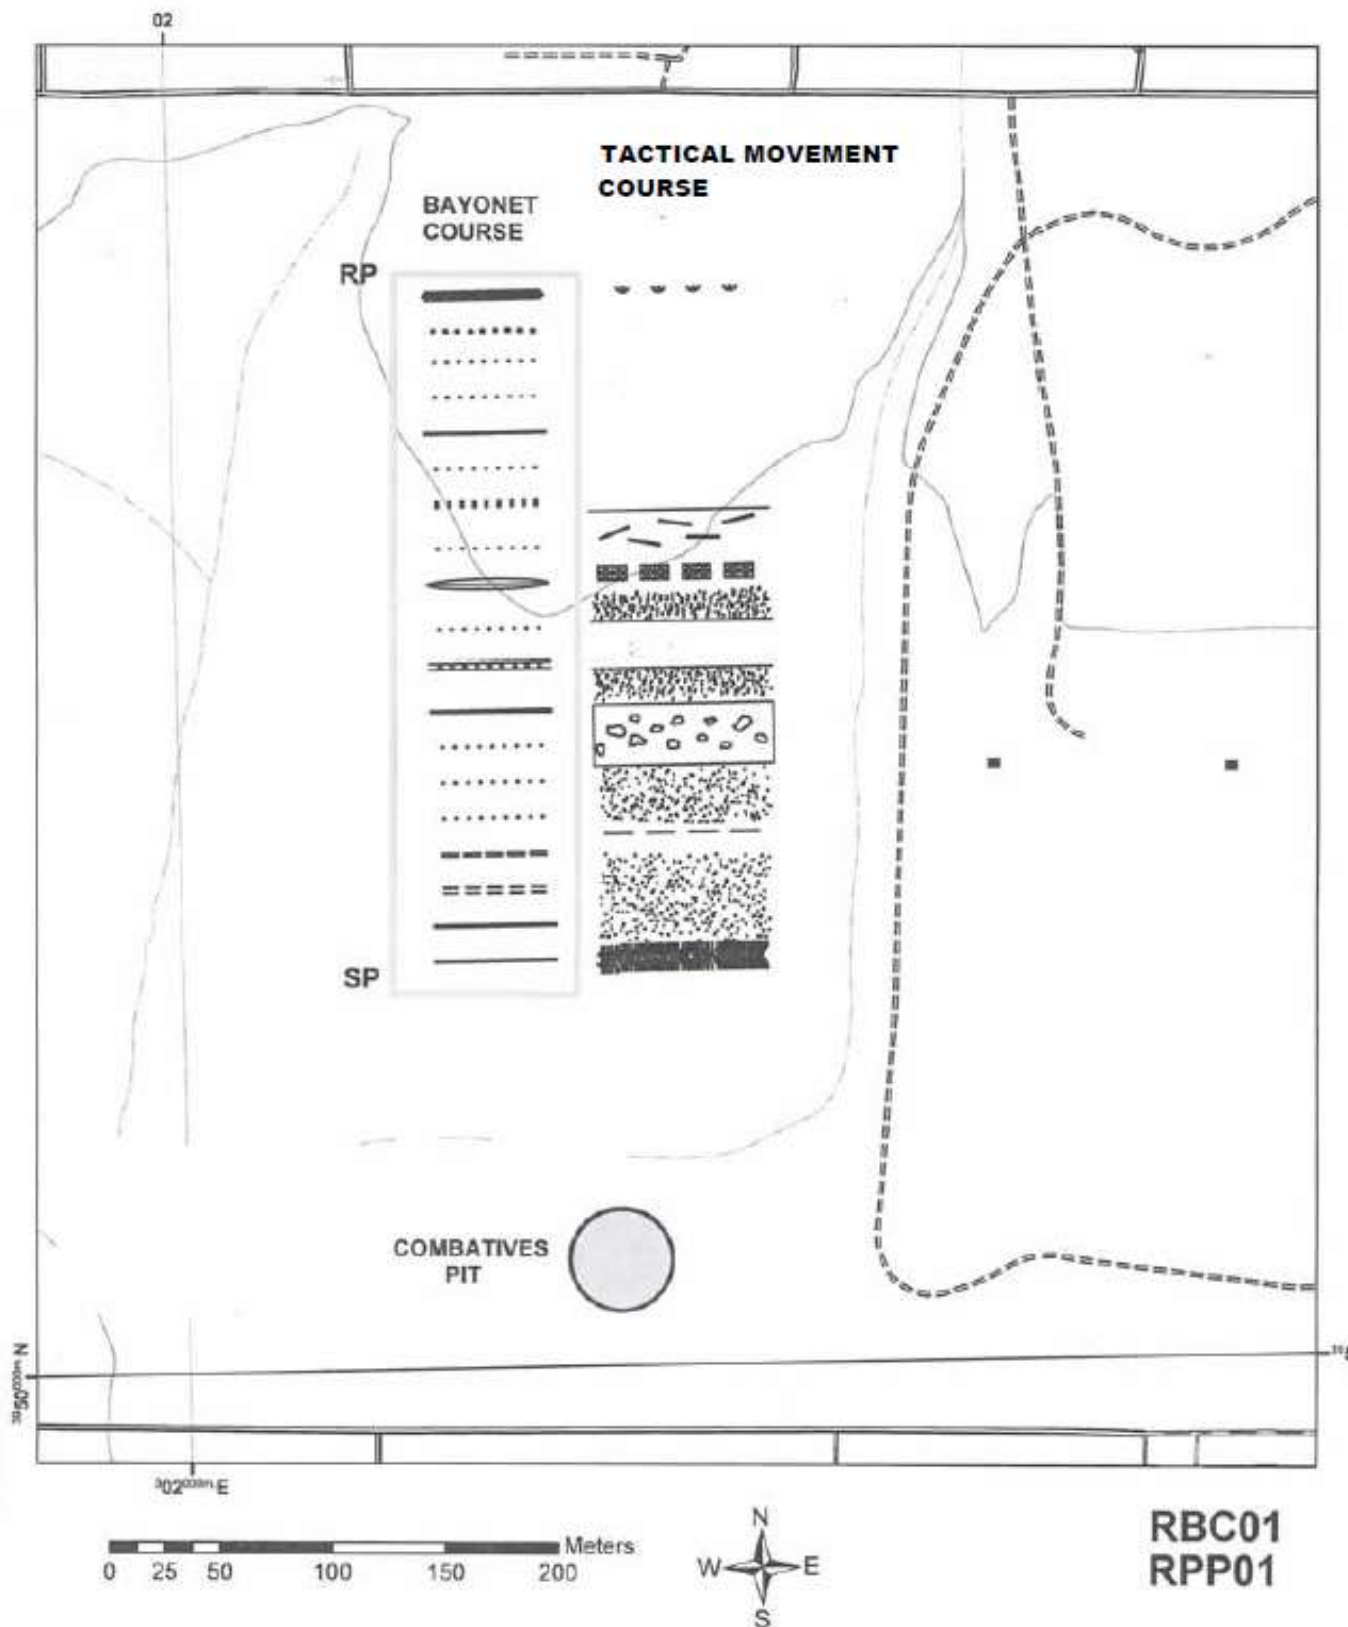 02
TACTICAL MOVEMENT
COURSE
BAYONET
COURSE
RP
SP
COMBATIVES
PIT
³⁹50⁰⁰⁰ᵐ N
³02⁰⁰⁰ᵐ E
Meters
0 25 50 100 150 200
N
W E
S
RBC01
RPP01